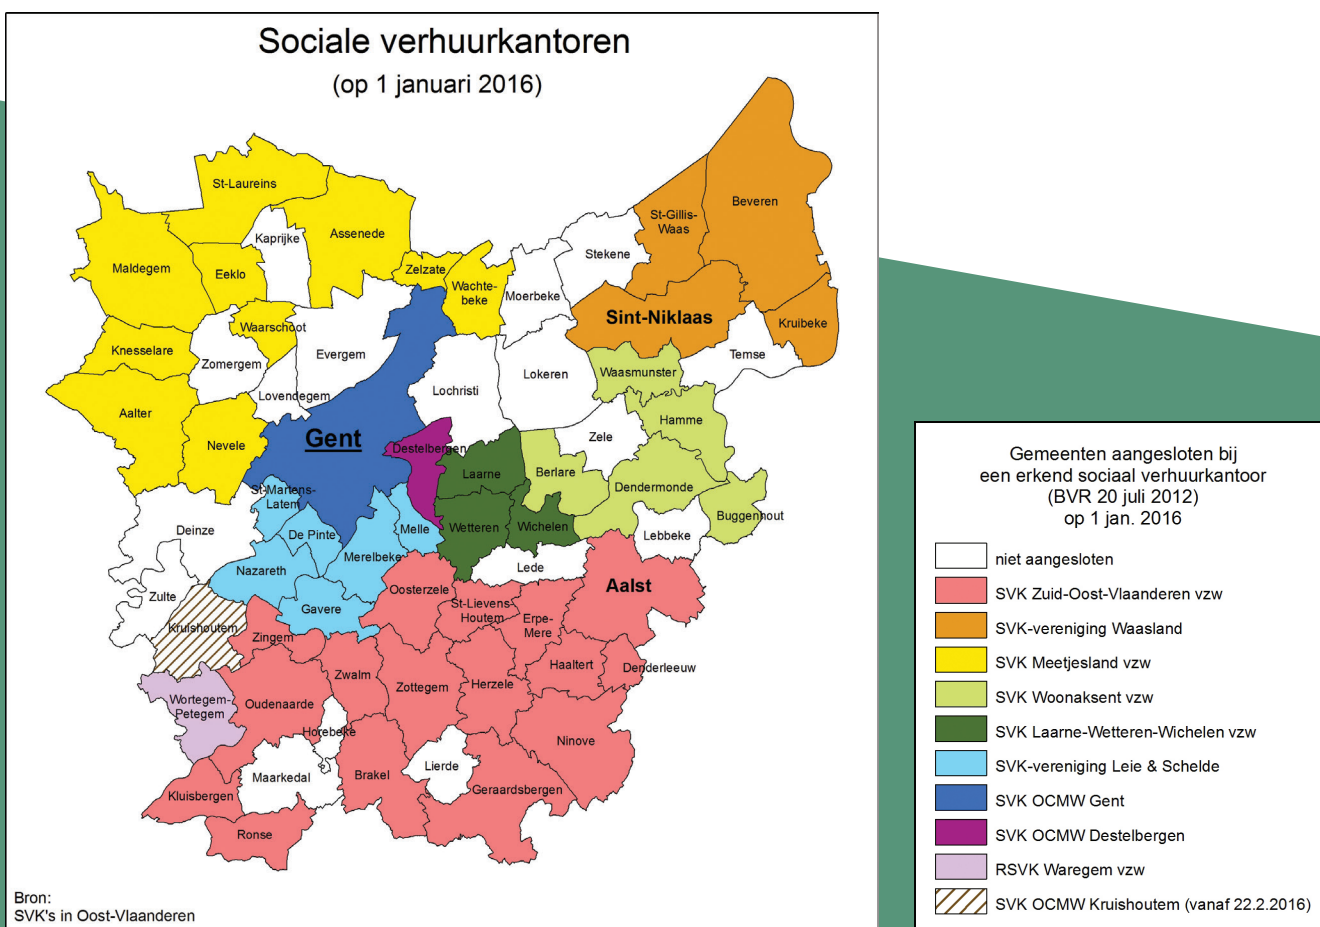 Sociale verhuurkantoren
(op 1 januari 2016)
St-Laureins
Kaprijke
Assenede
Maldegem
Eeklo
Zelzate
Wachte-
beke
Moerbeke
Stekene
St-Gillis-
Waas
Beveren
Sint-Niklaas
Kruibeke
Temse
Waarschoot
Knesselare
Zomergem
Evergem
Lovendegem
Lochristi
Lokeren
Waasmunster
Aalter
Nevele
Gent
Destelbergen
Hamme
Zele
Laarne
Berlare
Dendermonde
St-Martens-
Latem
Deinze
De Pinte
Melle
Wetteren
Wichelen
Buggenhout
Lebbeke
Merelbeke
Nazareth
Lede
Zulte
Kruishoutem
Gavere
Oosterzele
St-Lievens-
Houtem
Erpe-
Mere
Aalst
Zingem
Zwalm
Zottegem
Herzele
Haaltert
Denderleeuw
Wortegem-
Petegem
Oudenaarde
Horebeke
Ninove
Maarkedal
Brakel
Lierde
Geraardsbergen
Kluisbergen
Ronse
Bron:
SVK's in Oost-Vlaanderen
Gemeenten aangesloten bij
een erkend sociaal verhuurkantoor
(BVR 20 juli 2012)
op 1 jan. 2016
niet aangesloten
SVK Zuid-Oost-Vlaanderen vzw
SVK-vereniging Waasland
SVK Meetjesland vzw
SVK Woonaksent vzw
SVK Laarne-Wetteren-Wichelen vzw
SVK-vereniging Leie & Schelde
SVK OCMW Gent
SVK OCMW Destelbergen
RSVK Waregem vzw
SVK OCMW Kruishoutem (vanaf 22.2.2016)